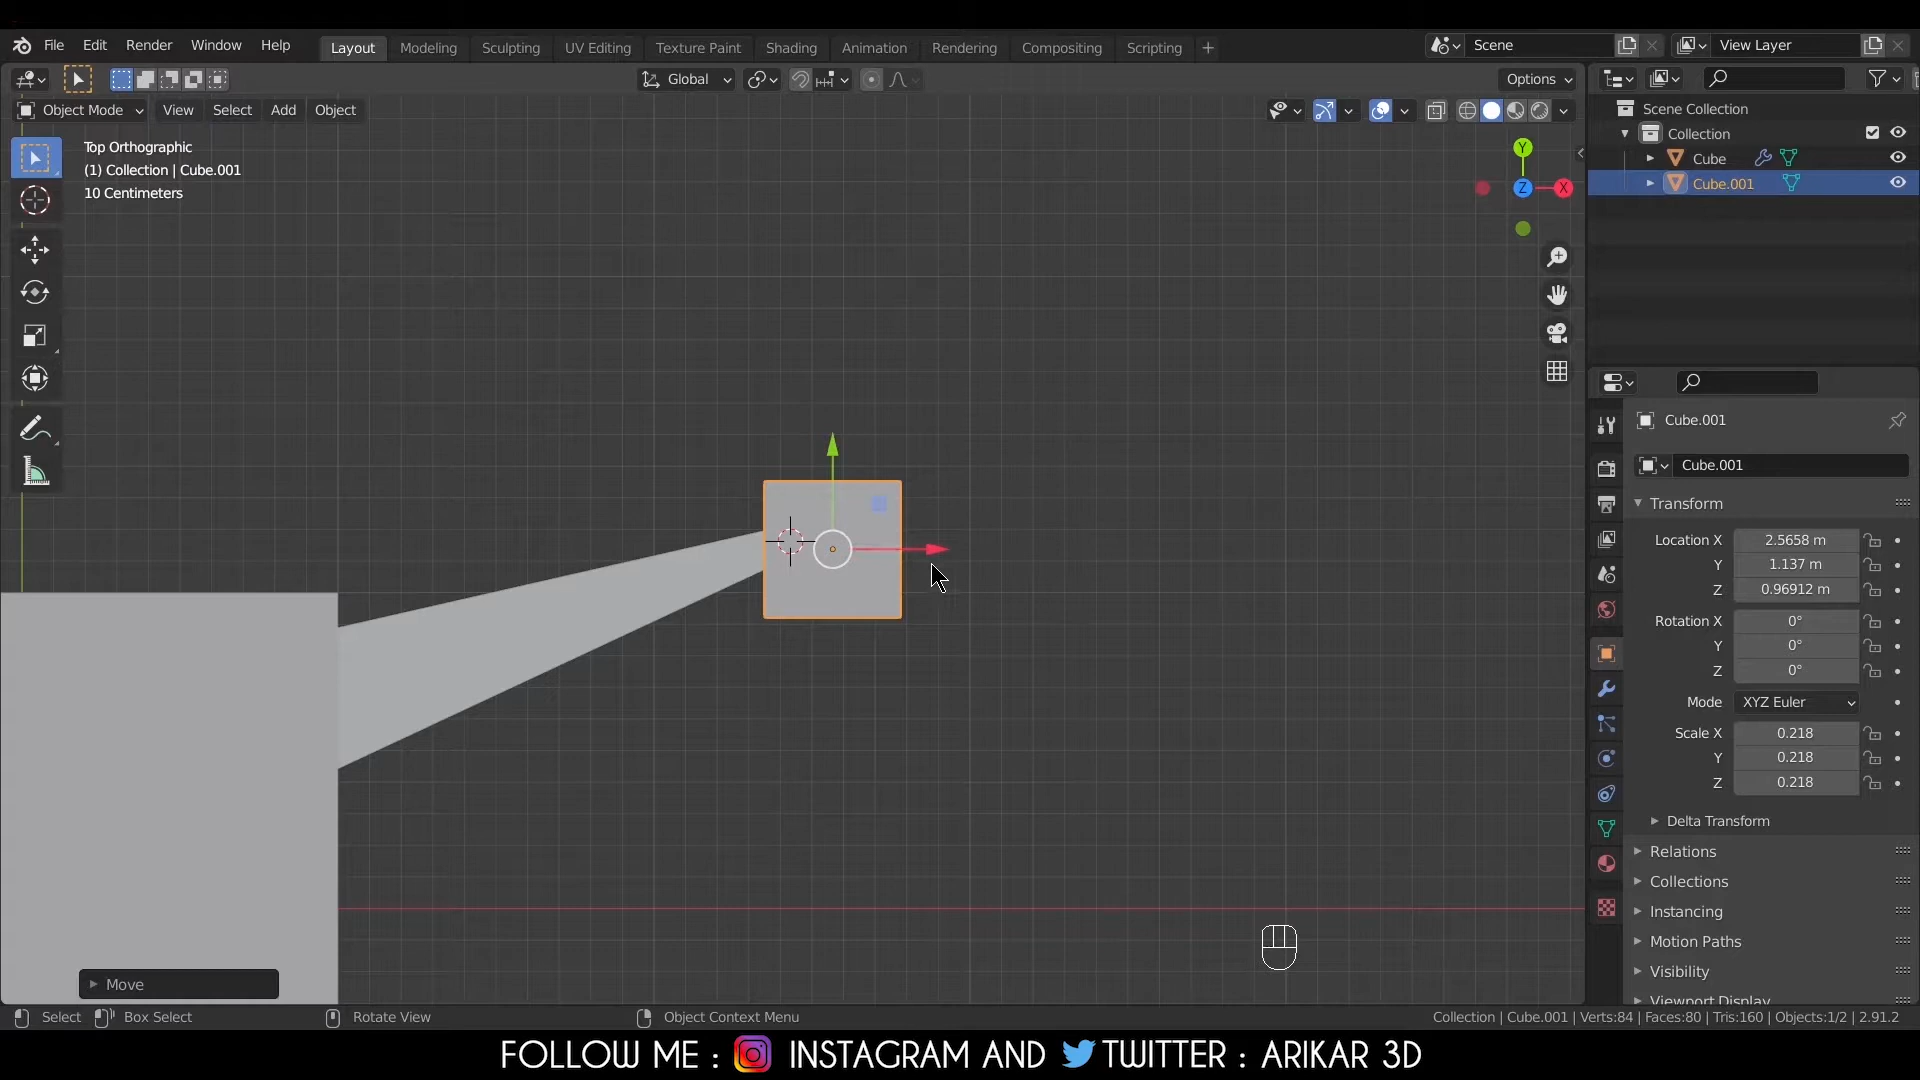 File Edit Render Window Help Layout Modeling Sculpting UV Editing Texture Paint Shading Animation Rendering Compositing Scripting + Scene View Layer
Global Options
Object Mode View Select Add Object
Top Orthographic
(1) Collection | Cube.001
10 Centimeters
Y
Z X
Scene Collection
Collection
Cube
Cube.001
Cube.001
Cube.001
Transform
Location X 2.5658 m
Y 1.137 m
Z 0.96912 m
Rotation X 0°
Y 0°
Z 0°
Mode XYZ Euler
Scale X 0.218
Y 0.218
Z 0.218
Delta Transform
Relations
Collections
Instancing
Motion Paths
Visibility
Viewport Display
Move
Select Box Select Rotate View Object Context Menu Collection | Cube.001 | Verts:84 | Faces:80 | Tris:160 | Objects:1/2 | 2.91.2
FOLLOW ME : INSTAGRAM AND TWITTER : ARIKAR 3D